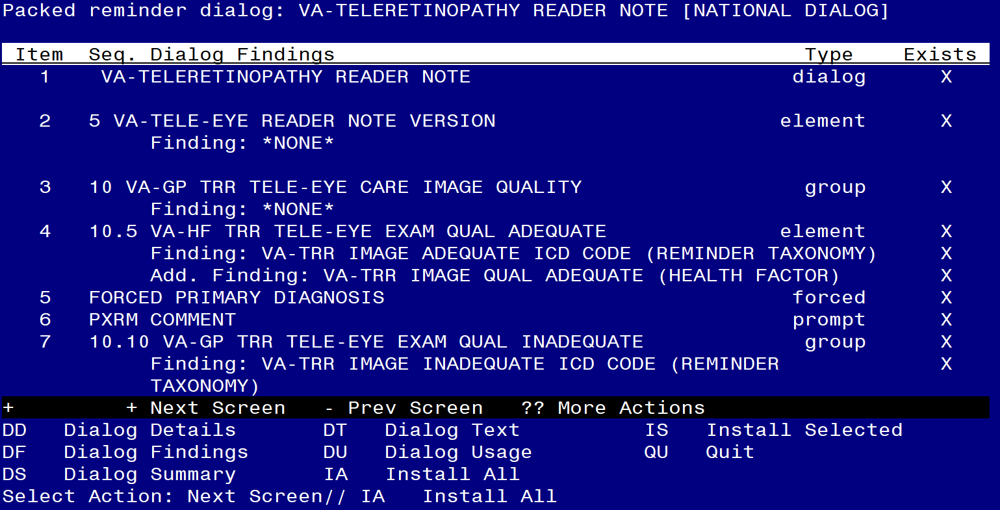 Packed reminder dialog: VA-TELERETINOPATHY READER NOTE [NATIONAL DIALOG]
Item Seq. Dialog Findings Type Exists
1 VA-TELERETINOPATHY READER NOTE dialog X
2 5 VA-TELE-EYE READER NOTE VERSION element X
Finding: *NONE*
3 10 VA-GP TRR TELE-EYE CARE IMAGE QUALITY group X
Finding: *NONE*
4 10.5 VA-HF TRR TELE-EYE EXAM QUAL ADEQUATE element X
Finding: VA-TRR IMAGE ADEQUATE ICD CODE (REMINDER TAXONOMY) X
Add. Finding: VA-TRR IMAGE QUAL ADEQUATE (HEALTH FACTOR) X
5 FORCED PRIMARY DIAGNOSIS forced X
6 PXRM COMMENT prompt X
7 10.10 VA-GP TRR TELE-EYE EXAM QUAL INADEQUATE group X
Finding: VA-TRR IMAGE INADEQUATE ICD CODE (REMINDER X
TAXONOMY)
+ + Next Screen - Prev Screen ?? More Actions
DD Dialog Details DT Dialog Text IS Install Selected
DF Dialog Findings DU Dialog Usage QU Quit
DS Dialog Summary IA Install All
Select Action: Next Screen// IA Install All